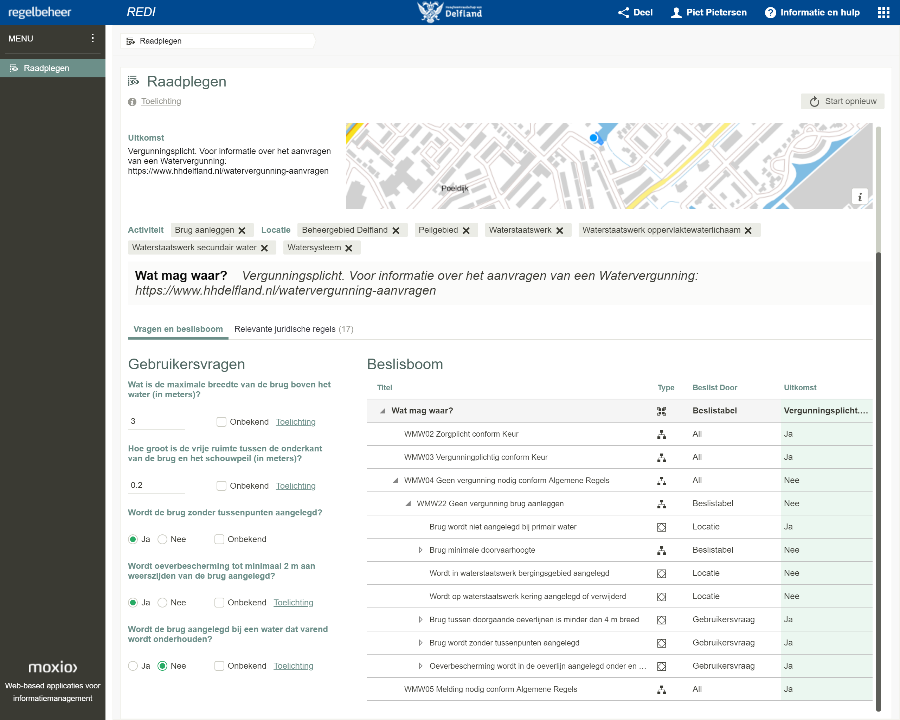 regelbeheer
REDI
Delfland
Deel
Piet Pietersen
Informatie en hulp
MENU
Raadplegen
Raadplegen
Raadplegen
Toelichting
Start opnieuw
Uitkomst
Vergunningsplicht. Voor informatie over het aanvragen
van een Watervergunning.
https://www.hhdelfland.nl/watervergunning-aanvragen
Poeldijk
i
Activiteit Brug aanleggen Locatie Beheergebied Delfland Peilgebied Waterstaatswerk Waterstaatswerk oppervlaktewaterlichaam
Waterstaatswerk secundair water Watersysteem
Wat mag waar? Vergunningsplicht. Voor informatie over het aanvragen van een Watervergunning:
https://www.hhdelfland.nl/watervergunning-aanvragen
Vragen en beslisboom Relevante juridische regels (17)
Gebruikersvragen
Wat is de maximale breedte van de brug boven het
water (in meters)?
3 Onbekend Toelichting
Hoe groot is de vrije ruimte tussen de onderkant
van de brug en het schouwpeil (in meters)?
0.2 Onbekend Toelichting
Wordt de brug zonder tussenpunten aangelegd?
Ja Nee Onbekend
Wordt oeverbescherming tot minimaal 2 m aan
weerszijden van de brug aangelegd?
Ja Nee Onbekend Toelichting
Wordt de brug aangelegd bij een water dat varend
wordt onderhouden?
Ja Nee Onbekend Toelichting
Beslisboom
Titel Type Beslist Door Uitkomst
Wat mag waar? Beslistabel Vergunningsplicht....
WMW02 Zorgplicht conform Keur All Ja
WMW03 Vergunningplichtig conform Keur All Ja
WMW04 Geen vergunning nodig conform Algemene Regels All Nee
WMW22 Geen vergunning brug aanleggen Beslistabel Nee
Brug wordt niet aangelegd bij primair water Locatie Ja
Brug minimale doorvaarhoogte Beslistabel Nee
Wordt in waterstaatswerk bergingsgebied aangelegd Locatie Nee
Wordt op waterstaatswerk kering aangelegd of verwijderd Locatie Nee
Brug tussen doorgaande oeverlijnen is minder dan 4 m breed Gebruikersvraag Ja
Brug wordt zonder tussenpunten aangelegd Gebruikersvraag Ja
Oeverbescherming wordt in de oeverlijn aangelegd onder en ... Gebruikersvraag Ja
WMW05 Melding nodig conform Algemene Regels All Ja
moxio
Web-based applicaties voor
informatiemanagement